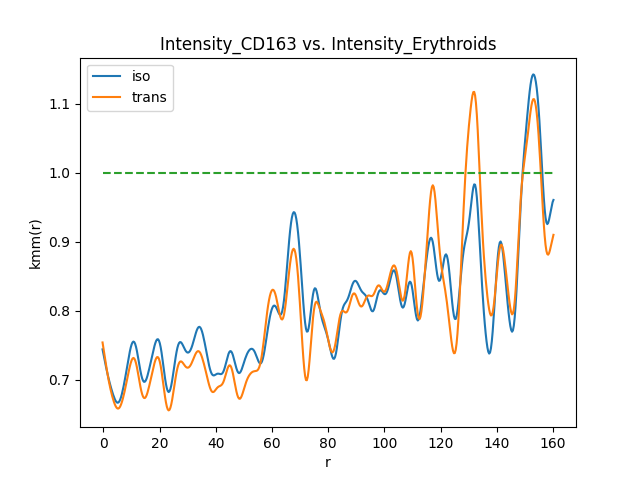 Intensity_CD163 vs. Intensity_Erythroids
iso
trans
1.1
1.0
0.9
0.8
0.7
kmm(r)
0 20 40 60 80 100 120 140 160
r